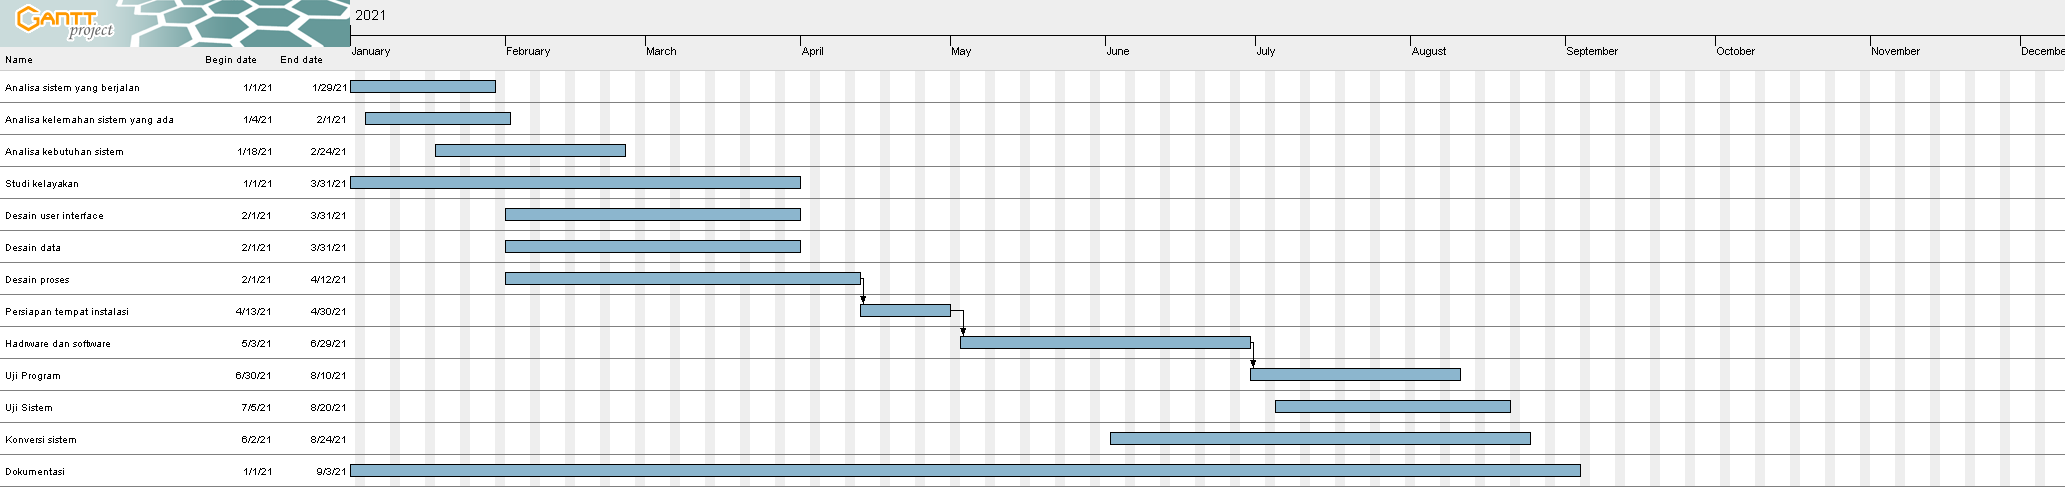 GANTT
project
2021
January February March April May June July August September October November Decembe
Name Begin date End date
Analisa sistem yang berjalan 1/1/21 1/29/21
Analisa kelemahan sistem yang ada 1/4/21 2/1/21
Analisa kebutuhan sistem 1/18/21 2/24/21
Studi kelayakan 1/1/21 3/31/21
Desain user interface 2/1/21 3/31/21
Desain data 2/1/21 3/31/21
Desain proses 2/1/21 4/12/21
Persiapan tempat instalasi 4/13/21 4/30/21
Hadrware dan software 5/3/21 6/29/21
Uji Program 6/30/21 8/10/21
Uji Sistem 7/5/21 8/20/21
Konversi sistem 6/2/21 8/24/21
Dokumentasi 1/1/21 9/3/21